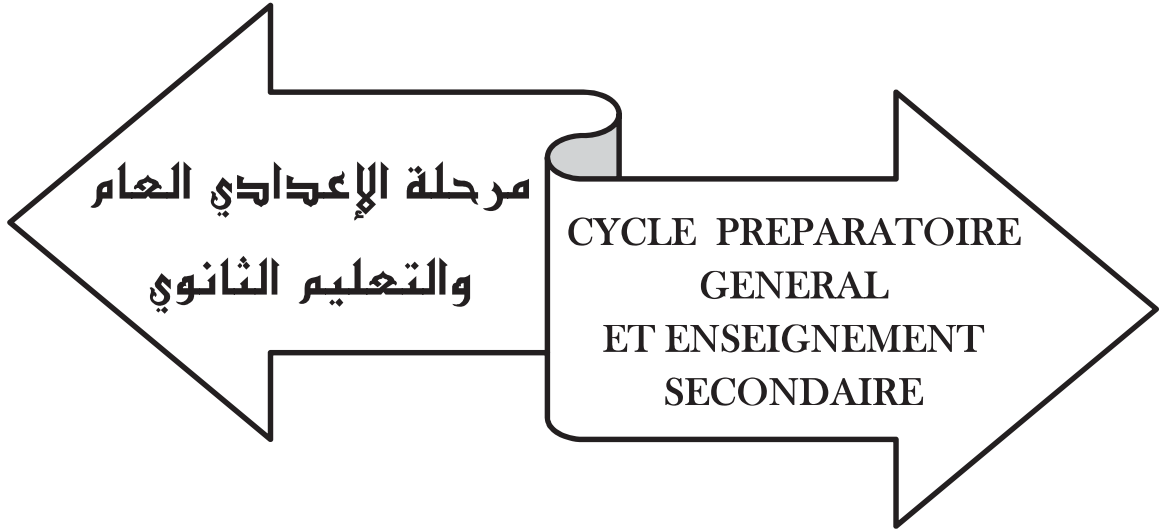 مرحلة الإعدادي العام
والتعليم الثانوي
CYCLE PREPARATOIRE
GENERAL
ET ENSEIGNEMENT
SECONDAIRE